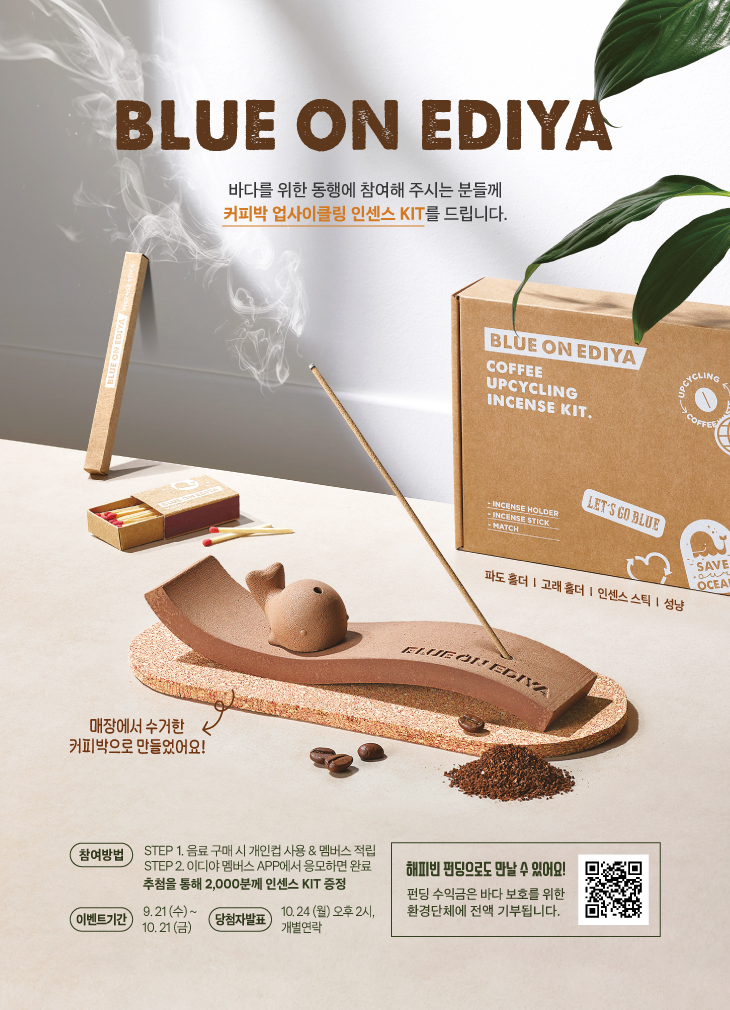 BLUE ON EDIYA
바다를 위한 동행에 참여해 주시는 분들께
커피박 업사이클링 인센스 KIT를 드립니다.
BLUE ON EDIYA
BLUE ON EDIYA
COFFEE
UPCYCLING
INCENSE KIT.
UPCYCLING
COFFEE
- INCENSE HOLDER
- INCENSE STICK
- MATCH
LET'S GO BLUE
SAVE
our
OCEA
파도 홀더 | 고래 홀더 | 인센스 스틱 | 성냥
BLUE ON EDIYA
매장에서 수거한
커피박으로 만들었어요!
참여방법
STEP 1. 음료 구매 시 개인컵 사용 & 멤버스 적립
STEP 2. 이디야 멤버스 APP에서 응모하면 완료
추첨을 통해 2,000분께 인센스 KIT 증정
이벤트기간
9. 21 (수) ~
10. 21 (금)
당첨자발표
10. 24 (월) 오후 2시,
개별연락
해피빈 펀딩으로도 만날 수 있어요!
펀딩 수익금은 바다 보호를 위한
환경단체에 전액 기부됩니다.